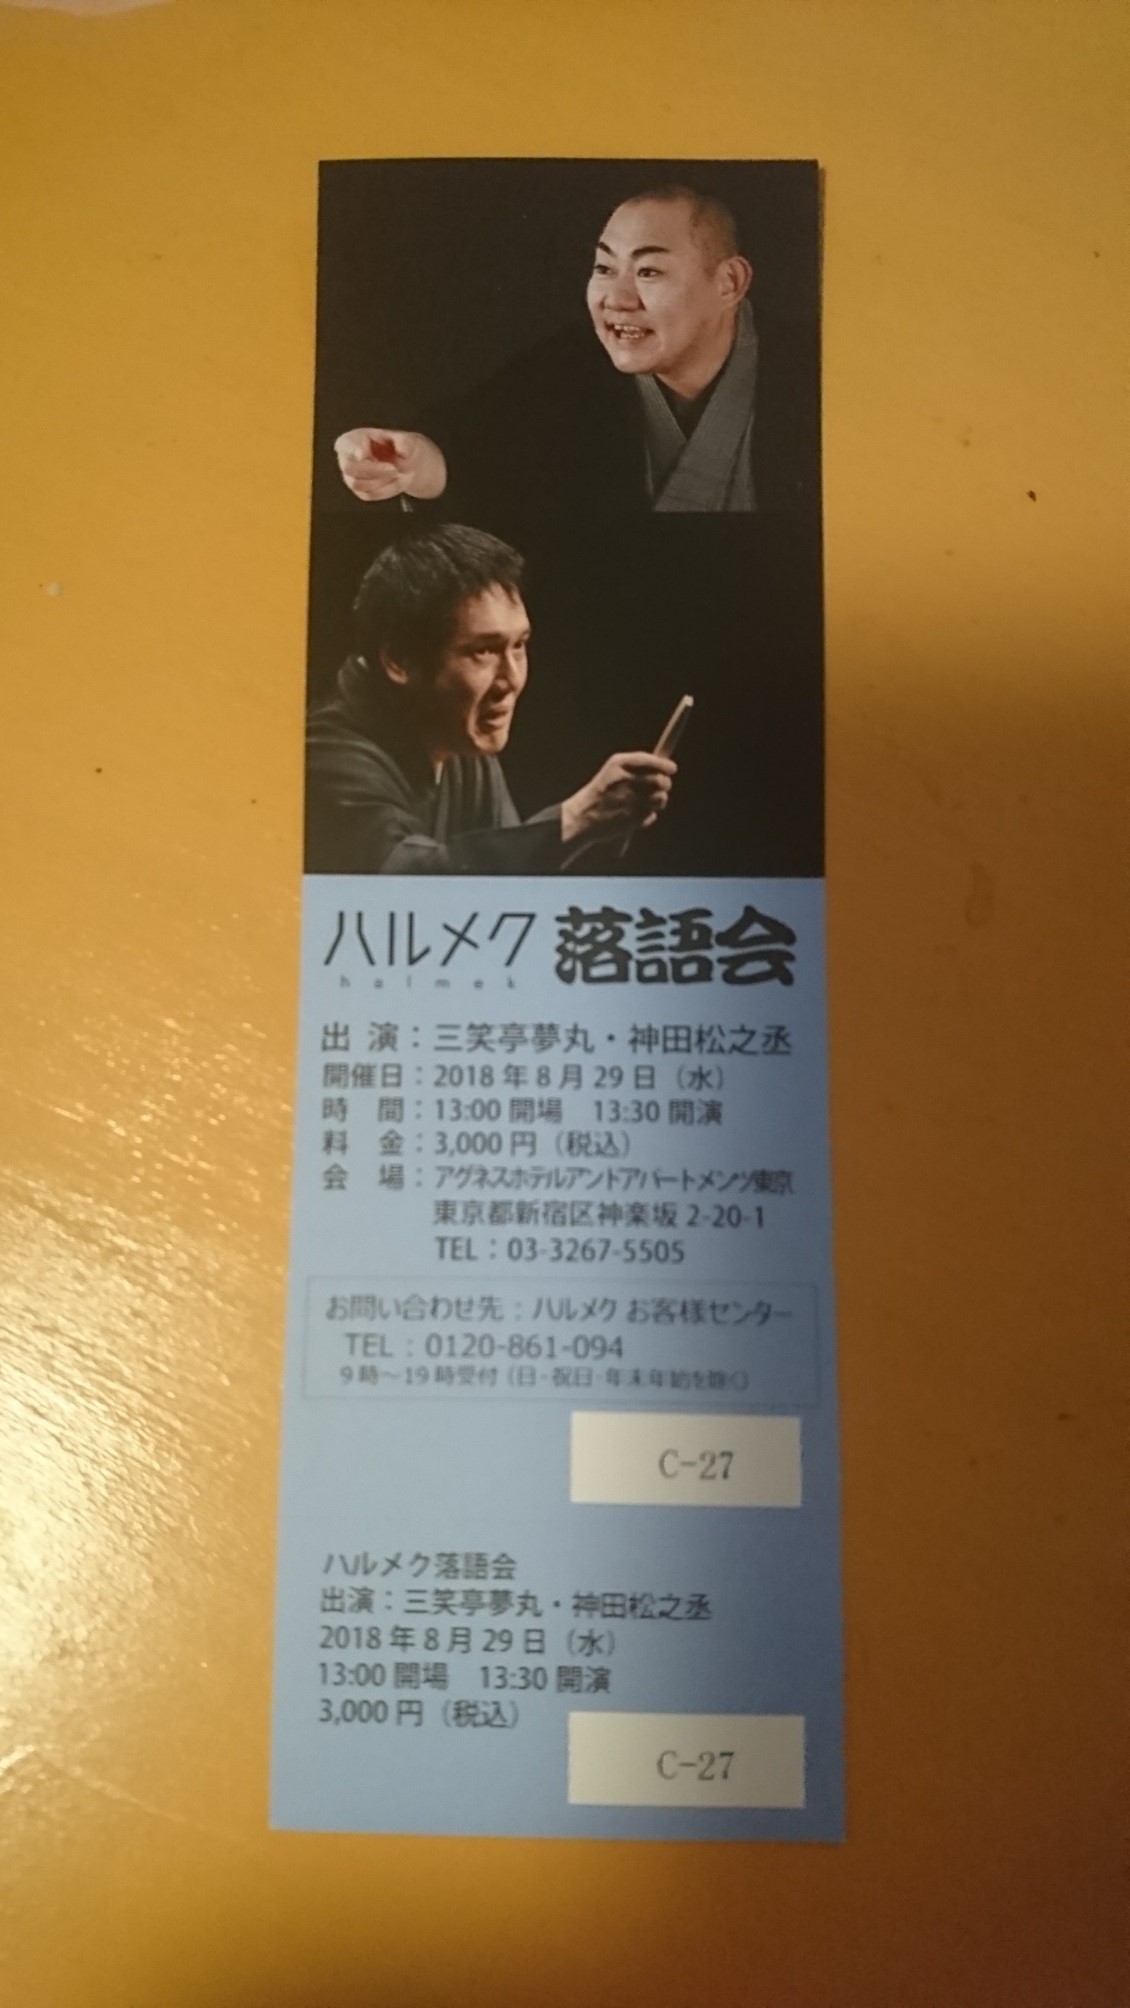 ハルメク 落語会
halmek
出 演：三笑亭夢丸・神田松之丞
開催日：2018年8月29日（水）
時 間：13:00 開場 13:30 開演
料 金：3,000円（税込）
会 場：アグネスホテルアンドアパートメンツ東京
東京都新宿区神楽坂 2-20-1
TEL：03-3267-5505
お問い合わせ先：ハルメク お客様センター
TEL：0120-861-094
9時～19時受付（日・祝日・年末年始を除く）
C-27
ハルメク落語会
出演：三笑亭夢丸・神田松之丞
2018年8月29日（水）
13:00 開場 13:30 開演
3,000円（税込）
C-27